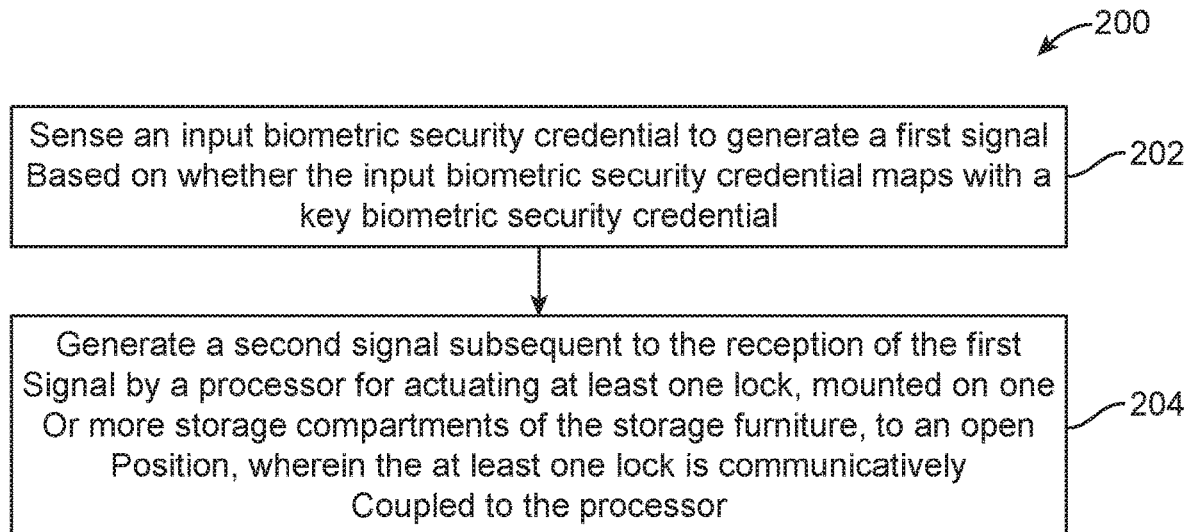 200
Sense an input biometric security credential to generate a first signal
Based on whether the input biometric security credential maps with a
key biometric security credential
202
Generate a second signal subsequent to the reception of the first
Signal by a processor for actuating at least one lock, mounted on one
Or more storage compartments of the storage furniture, to an open
Position, wherein the at least one lock is communicatively
Coupled to the processor
204